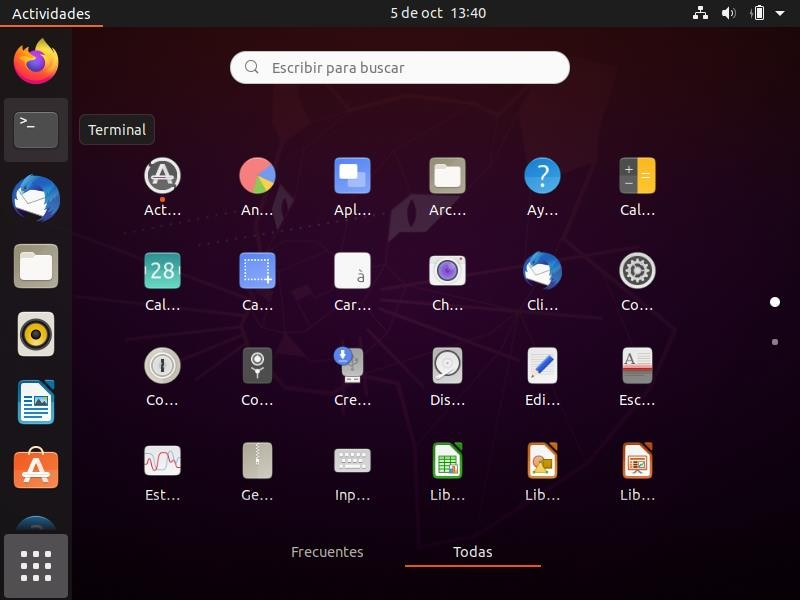 Actividades
5 de oct 13:40
Escribir para buscar
>_
Terminal
Act...
An...
Apl...
Arc...
Ay...
Cal...
28
à
Cal...
Ca...
Car...
Ch...
Cli...
Co...
A
Co...
Co...
Cre...
Dis...
Edi...
Esc...
Est...
Ge...
Inp...
Lib...
Lib...
Lib...
Frecuentes
Todas